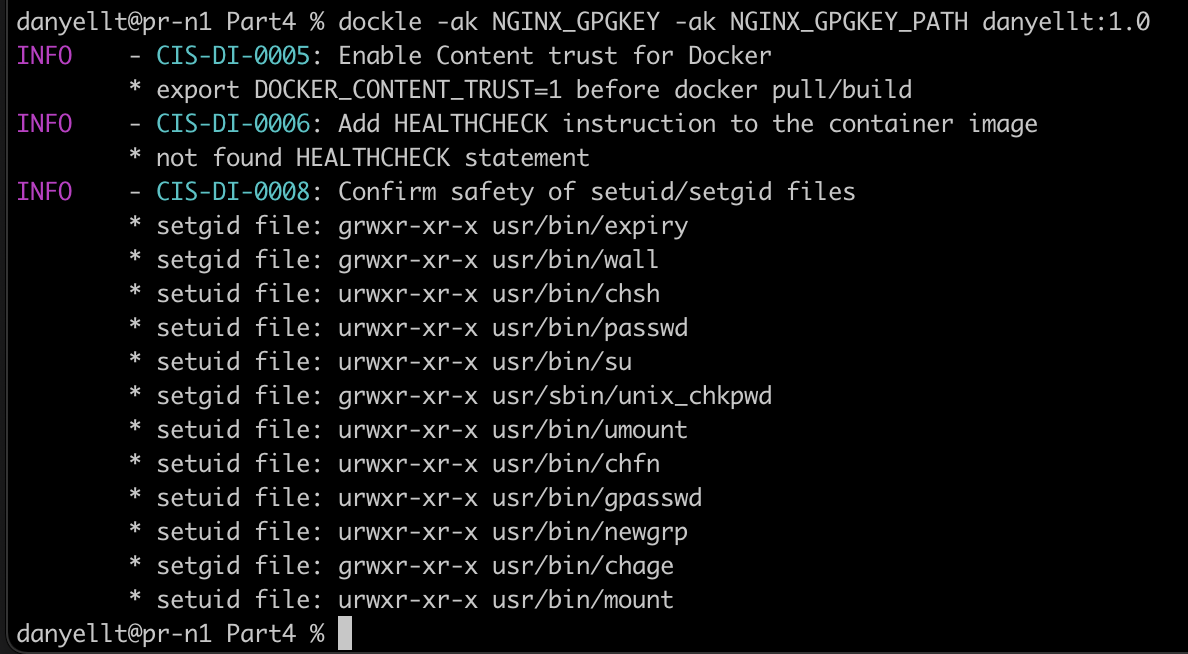 danyellt@pr-n1 Part4 % dockle -ak NGINX_GPGKEY -ak NGINX_GPGKEY_PATH danyellt:1.0
INFO    - CIS-DI-0005: Enable Content trust for Docker
        * export DOCKER_CONTENT_TRUST=1 before docker pull/build
INFO    - CIS-DI-0006: Add HEALTHCHECK instruction to the container image
        * not found HEALTHCHECK statement
INFO    - CIS-DI-0008: Confirm safety of setuid/setgid files
        * setgid file: grwxr-xr-x usr/bin/expiry
        * setgid file: grwxr-xr-x usr/bin/wall
        * setuid file: urwxr-xr-x usr/bin/chsh
        * setuid file: urwxr-xr-x usr/bin/passwd
        * setuid file: urwxr-xr-x usr/bin/su
        * setgid file: grwxr-xr-x usr/sbin/unix_chkpwd
        * setuid file: urwxr-xr-x usr/bin/umount
        * setuid file: urwxr-xr-x usr/bin/chfn
        * setuid file: urwxr-xr-x usr/bin/gpasswd
        * setuid file: urwxr-xr-x usr/bin/newgrp
        * setgid file: grwxr-xr-x usr/bin/chage
        * setuid file: urwxr-xr-x usr/bin/mount
danyellt@pr-n1 Part4 %